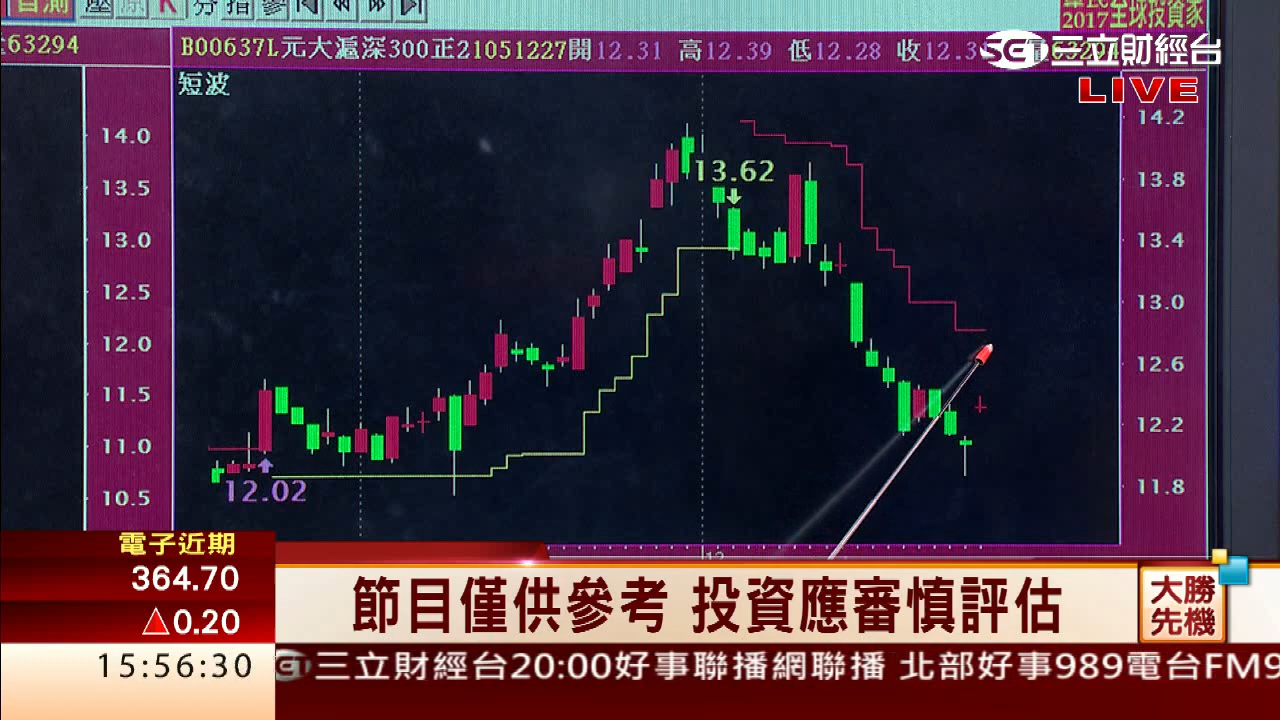 K 分 指 參
2017全球投資家
63294
B00637L元大滬深300正2 1051227開12.31 高12.39 低12.28 收12.3
三立財經台
LIVE
短波
14.0
13.5
13.0
12.5
12.0
11.5
11.0
10.5
13.62
12.02
14.2
13.8
13.4
13.0
12.6
12.2
11.8
12
電子近期
364.70
△0.20
15:56:30
節目僅供參考 投資應審慎評估
大勝
先機
三立財經台20:00好事聯播網聯播 北部好事989電台FM9